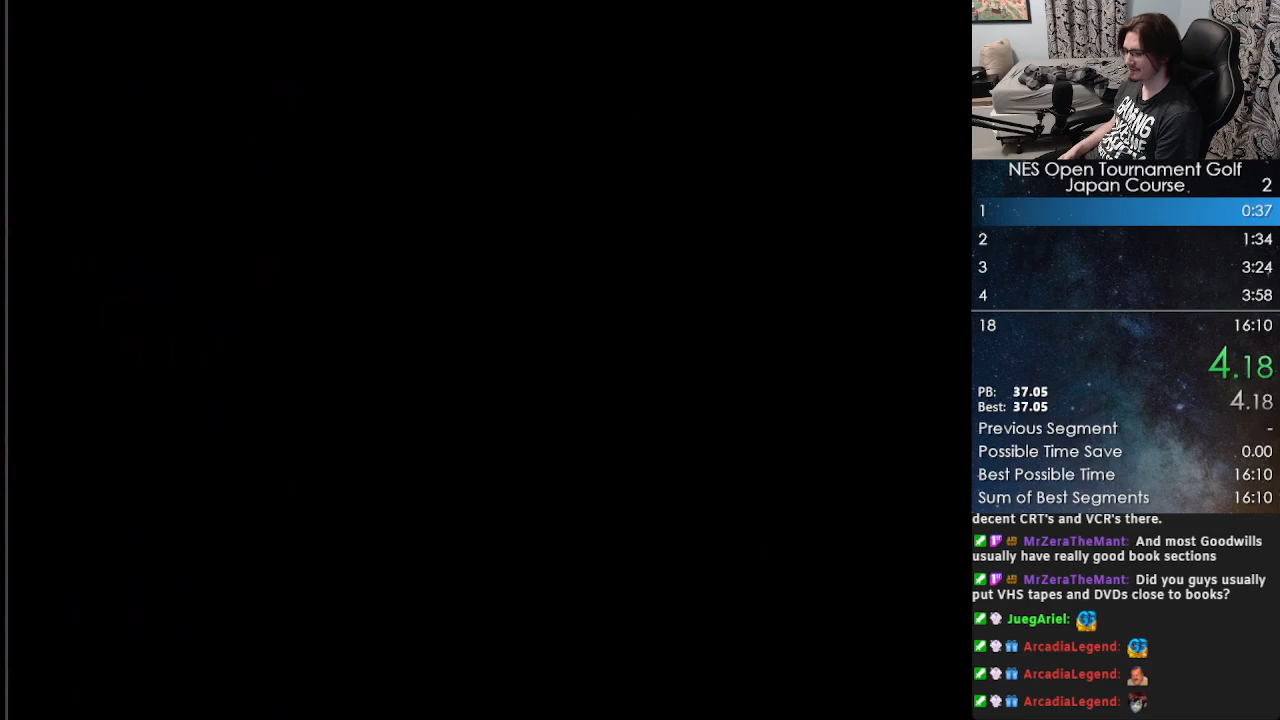 GAMING
NES Open Tournament Golf
Japan Course
2
1 0:37
2 1:34
3 3:24
4 3:58
18 16:10
4.18
PB: 37.05
Best: 37.05
4.18
Previous Segment -
Possible Time Save 0.00
Best Possible Time 16:10
Sum of Best Segments 16:10
decent CRT's and VCR's there.
MrZeraTheMant: And most Goodwills
usually have really good book sections
MrZeraTheMant: Did you guys usually
put VHS tapes and DVDs close to books?
JuegAriel:
ArcadiaLegend:
ArcadiaLegend:
ArcadiaLegend: